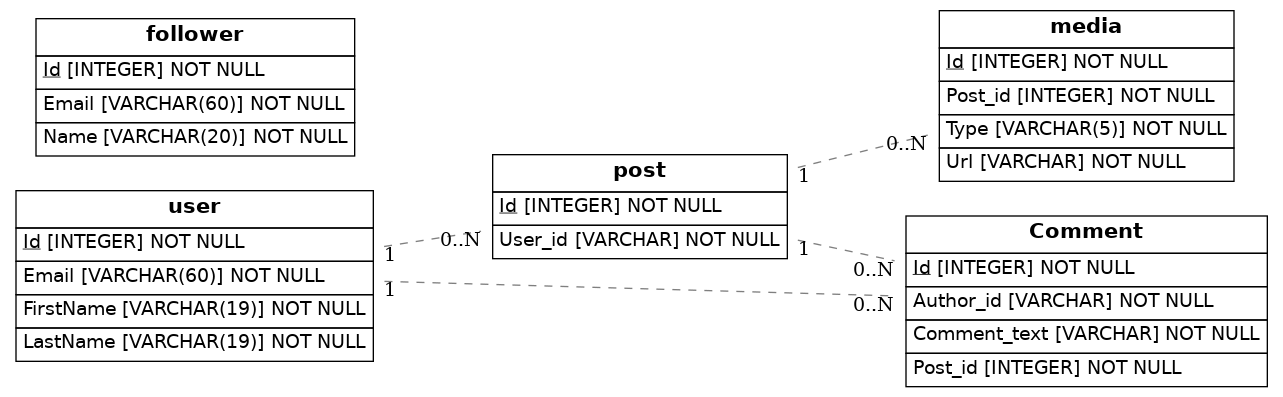 follower
Id [INTEGER] NOT NULL
Email [VARCHAR(60)] NOT NULL
Name [VARCHAR(20)] NOT NULL
user
Id [INTEGER] NOT NULL
Email [VARCHAR(60)] NOT NULL
FirstName [VARCHAR(19)] NOT NULL
LastName [VARCHAR(19)] NOT NULL
1
0..N
1
0..N
post
Id [INTEGER] NOT NULL
User_id [VARCHAR] NOT NULL
1
0..N
1
0..N
media
Id [INTEGER] NOT NULL
Post_id [INTEGER] NOT NULL
Type [VARCHAR(5)] NOT NULL
Url [VARCHAR] NOT NULL
Comment
Id [INTEGER] NOT NULL
Author_id [VARCHAR] NOT NULL
Comment_text [VARCHAR] NOT NULL
Post_id [INTEGER] NOT NULL